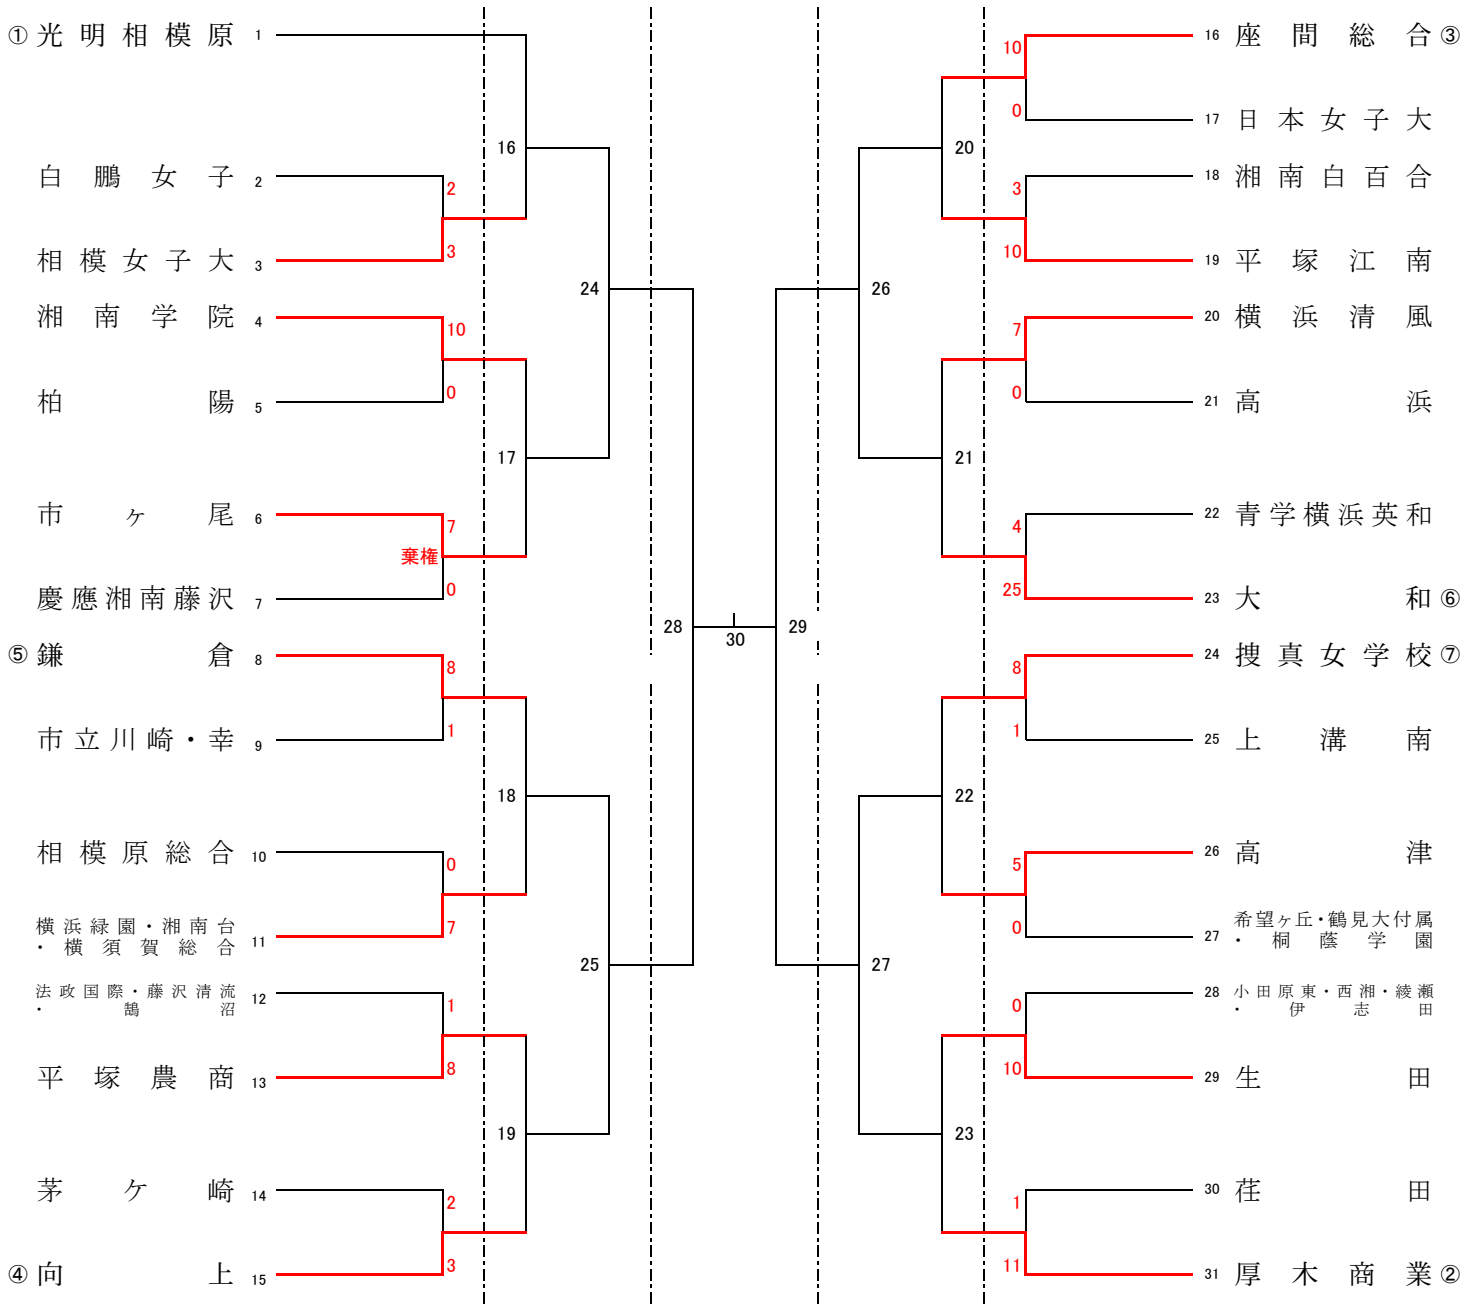 ① 光明相模原 1
白鵬女子 2
相模女子大 3
湘南学院 4
柏陽 5
市ヶ尾 6
慶應湘南藤沢 7
⑤ 鎌倉 8
市立川崎・幸 9
相模原総合 10
横浜緑園・湘南台
・横須賀総合 11
法政国際・藤沢清流
・鵠沼 12
平塚農商 13
茅ケ崎 14
④ 向上 15
2
3
10
0
7
棄権
0
8
1
0
7
1
8
2
3
16
17
18
19
24
25
28
30
29
26
27
20
21
22
23
10
0
3
10
7
0
4
25
8
1
5
0
0
10
1
11
16 座間総合 ③
17 日本女子大
18 湘南白百合
19 平塚江南
20 横浜清風
21 高浜
22 青学横浜英和
23 大和 ⑥
24 捜真女学校 ⑦
25 上溝南
26 高津
27 希望ヶ丘・鶴見大付属
・桐蔭学園
28 小田原東・西湘・綾瀬
・伊志田
29 生田
30 荏田
31 厚木商業 ②